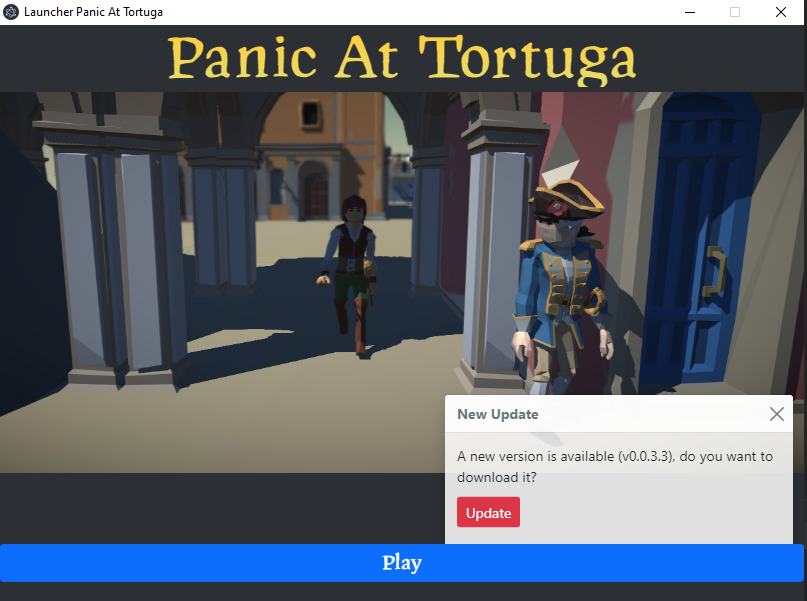 Launcher Panic At Tortuga
Panic At Tortuga
New Update
A new version is available (v0.0.3.3), do you want to
download it?
Update
Play